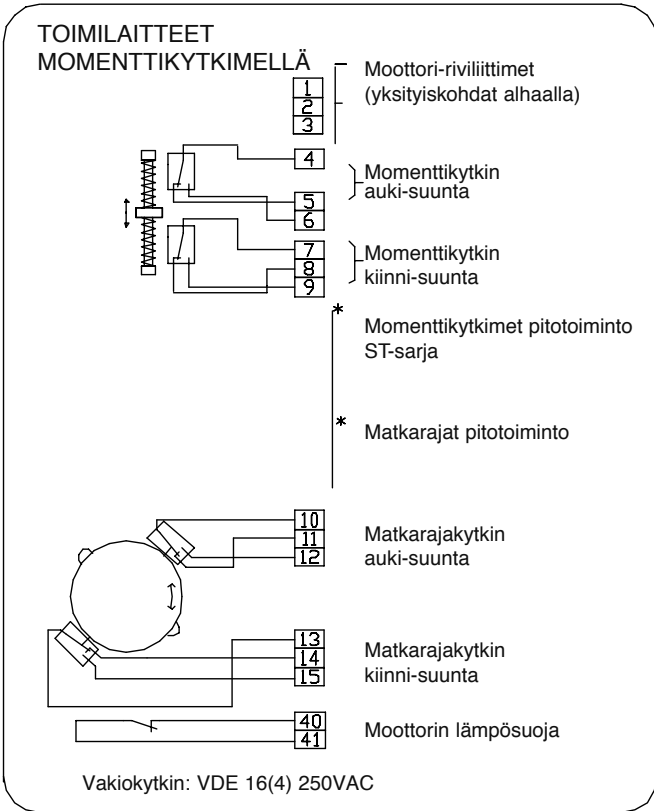 TOIMILAITTEET
MOMENTTIKYTKIMELLÄ
1
2
3
Moottori-riviliittimet
(yksityiskohdat alhaalla)
4
5
6
Momenttikytkin
auki-suunta
7
8
9
Momenttikytkin
kiinni-suunta
* Momenttikytkimet pitotoiminto
ST-sarja
* Matkarajat pitotoiminto
10
11
12
Matkarajakytkin
auki-suunta
13
14
15
Matkarajakytkin
kiinni-suunta
40
41
Moottorin lämpösuoja
Vakiokytkin: VDE 16(4) 250VAC